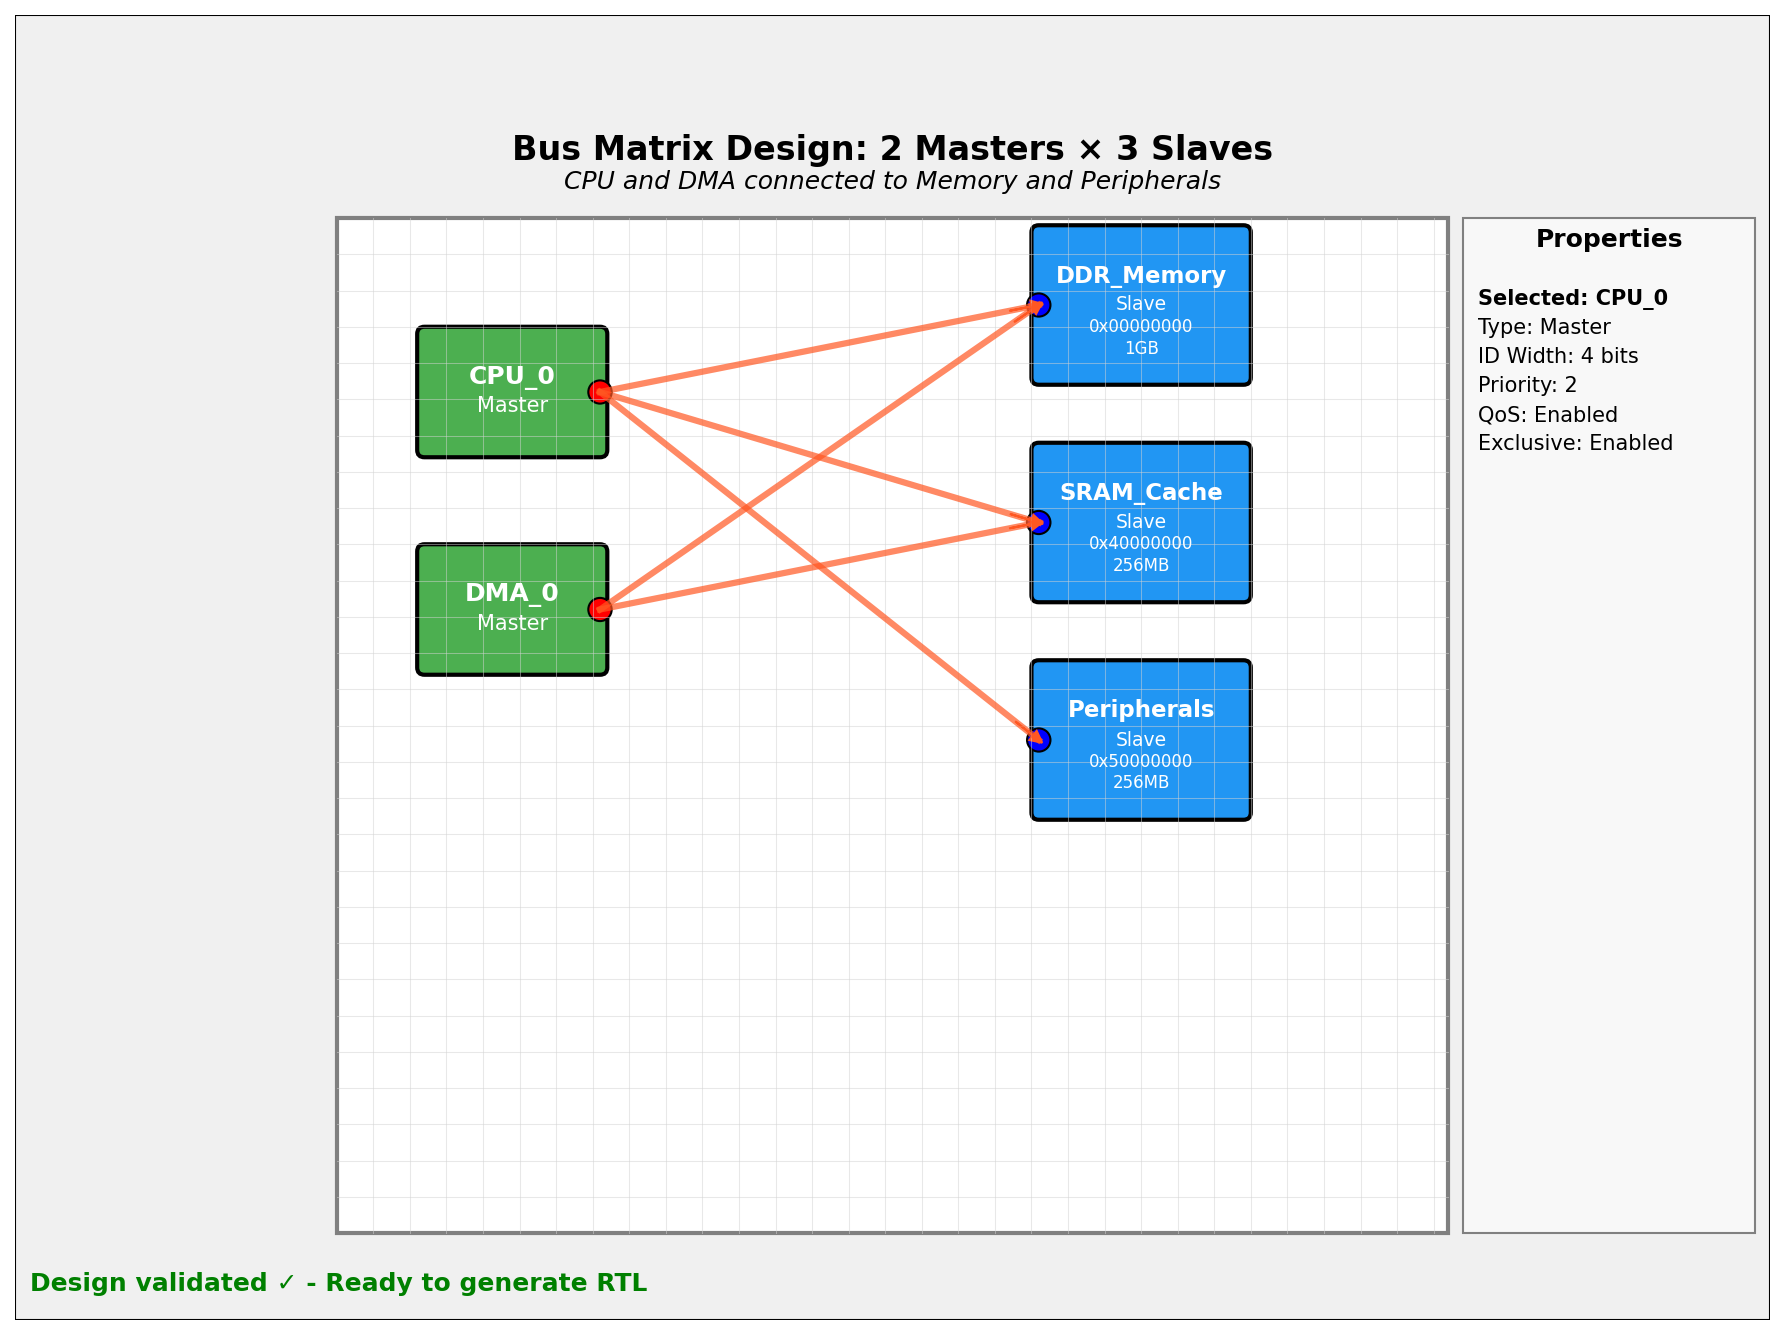 Bus Matrix Design: 2 Masters × 3 Slaves
CPU and DMA connected to Memory and Peripherals
CPU_0
Master
DMA_0
Master
DDR_Memory
Slave
0x00000000
1GB
SRAM_Cache
Slave
0x40000000
256MB
Peripherals
Slave
0x50000000
256MB
Properties
Selected: CPU_0
Type: Master
ID Width: 4 bits
Priority: 2
QoS: Enabled
Exclusive: Enabled
Design validated ✓ - Ready to generate RTL